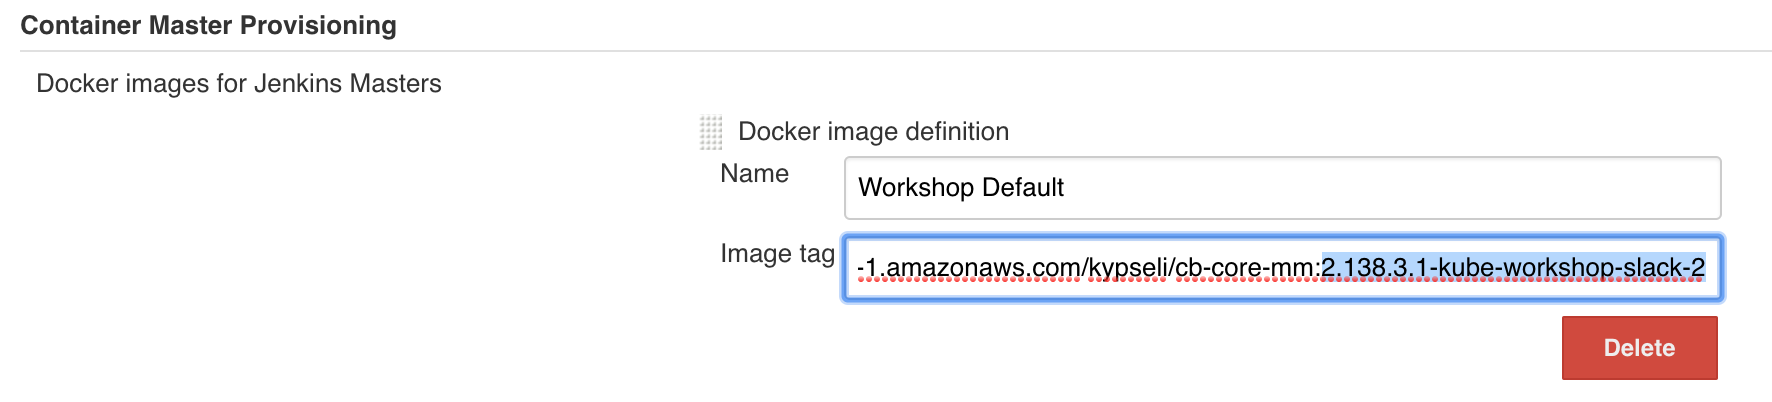 Container Master Provisioning
Docker images for Jenkins Masters
Docker image definition
Name
Workshop Default
Image tag
-1.amazonaws.com/kypseli/cb-core-mm:2.138.3.1-kube-workshop-slack-2
Delete